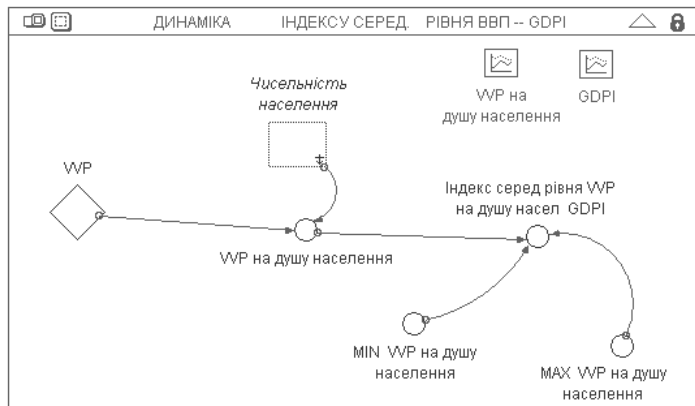 ДИНАМІКА ІНДЕКСУ СЕРЕД. РІВНЯ ВВП -- GDPI
Чисельність
населення
VVP на
душу населення
GDPI
VVP
Індекс серед рівня VVP
на душу насел GDPI
VVP на душу населення
MIN VVP на душу
населення
MAX VVP на душу
населення